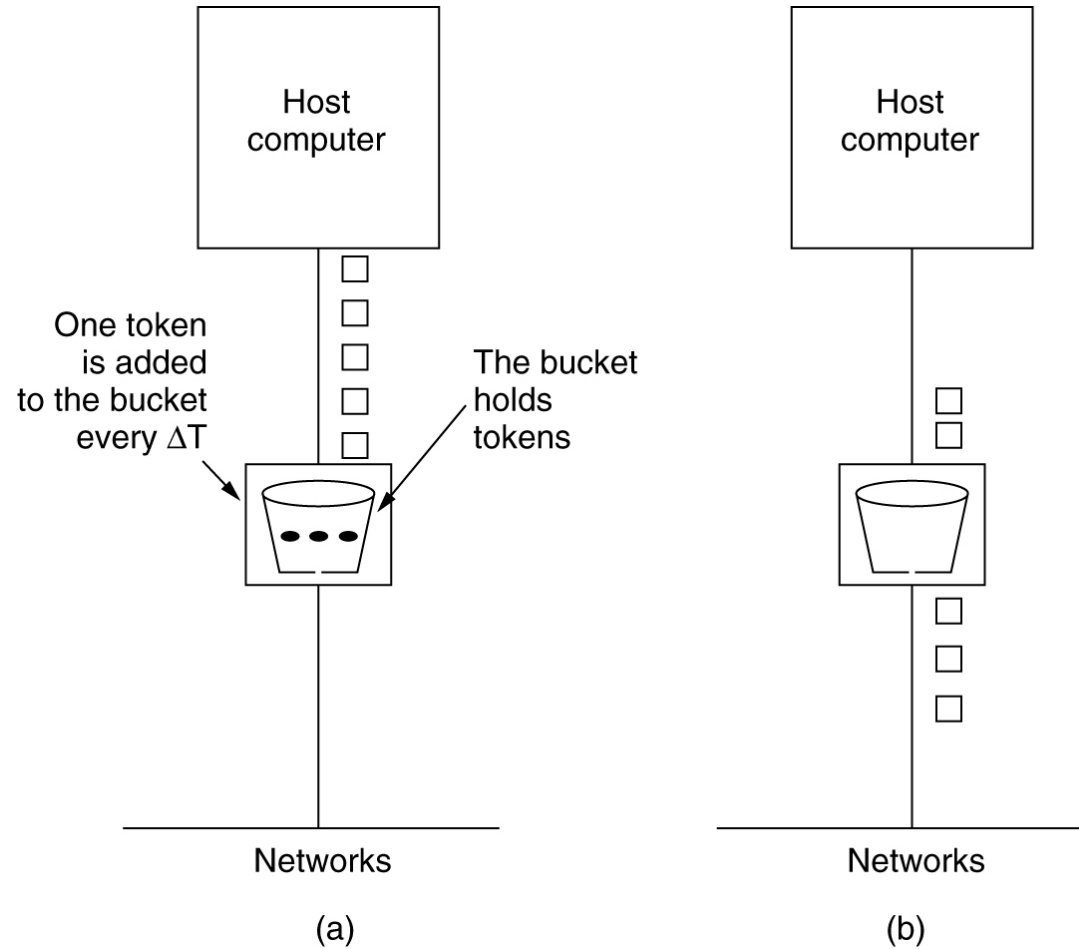 Host
computer
Host
computer
One token
is added
to the bucket
every ΔT
The bucket
holds
tokens
Networks
Networks
(a)
(b)